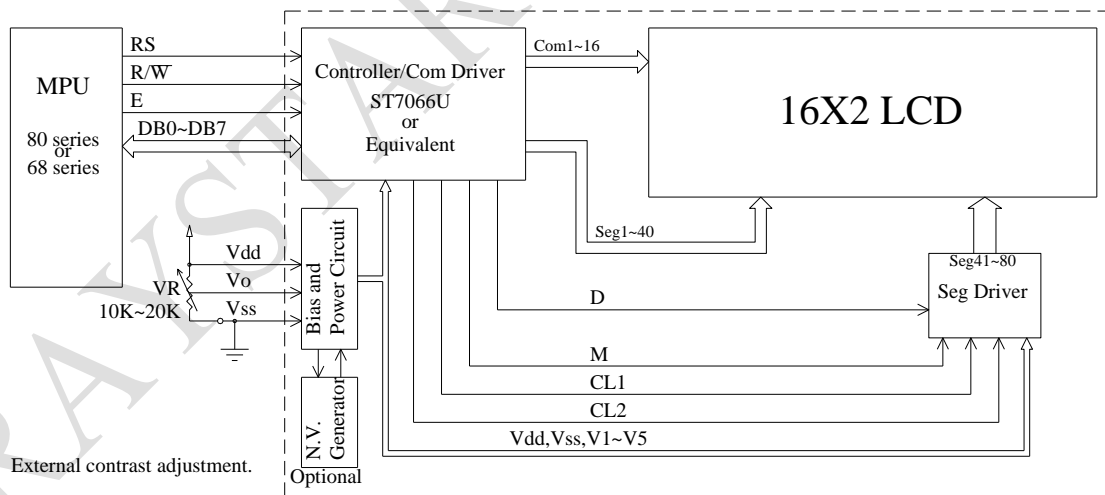 MPU
80 series
or
68 series
RS
R/W̅
E
DB0~DB7
Controller/Com Driver
ST7066U
or
Equivalent
Com1~16
16X2 LCD
Seg1~40
Seg41~80
Seg Driver
Vdd
Vo
Vss
VR
10K~20K
Bias and
Power Circuit
N.V.
Generator
Optional
D
M
CL1
CL2
Vdd,Vss,V1~V5
External contrast adjustment.
RAYSTAR